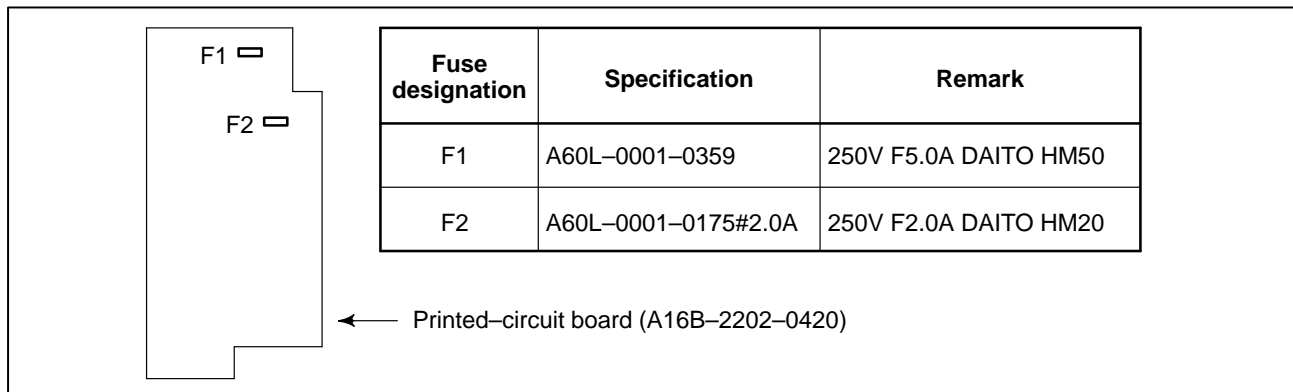 F1
F2
Fuse designation Specification Remark
F1 A60L–0001–0359 250V F5.0A DAITO HM50
F2 A60L–0001–0175#2.0A 250V F2.0A DAITO HM20
Printed–circuit board (A16B–2202–0420)